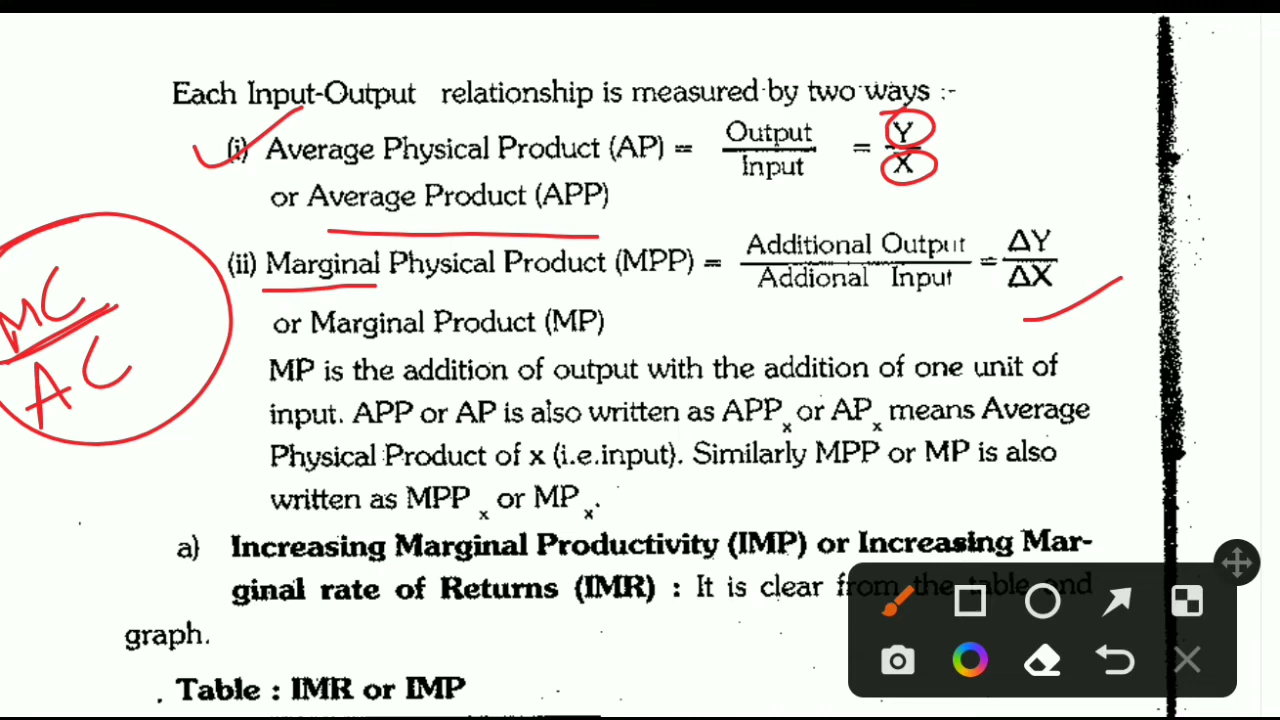 Each Input-Output relationship is measured by two ways :-
(i) Average Physical Product (AP) = Output / Input = Y / X
or Average Product (APP)
(ii) Marginal Physical Product (MPP) = Additional Output / Addional Input = ΔY / ΔX
or Marginal Product (MP)
MC / AC
MP is the addition of output with the addition of one unit of
input. APP or AP is also written as APPx or APx means Average
Physical Product of x (i.e.input). Similarly MPP or MP is also
written as MPP x or MP x.
a) Increasing Marginal Productivity (IMP) or Increasing Mar-
ginal rate of Returns (IMR) : It is clear from the table and
graph.
. Table : IMR or IMP